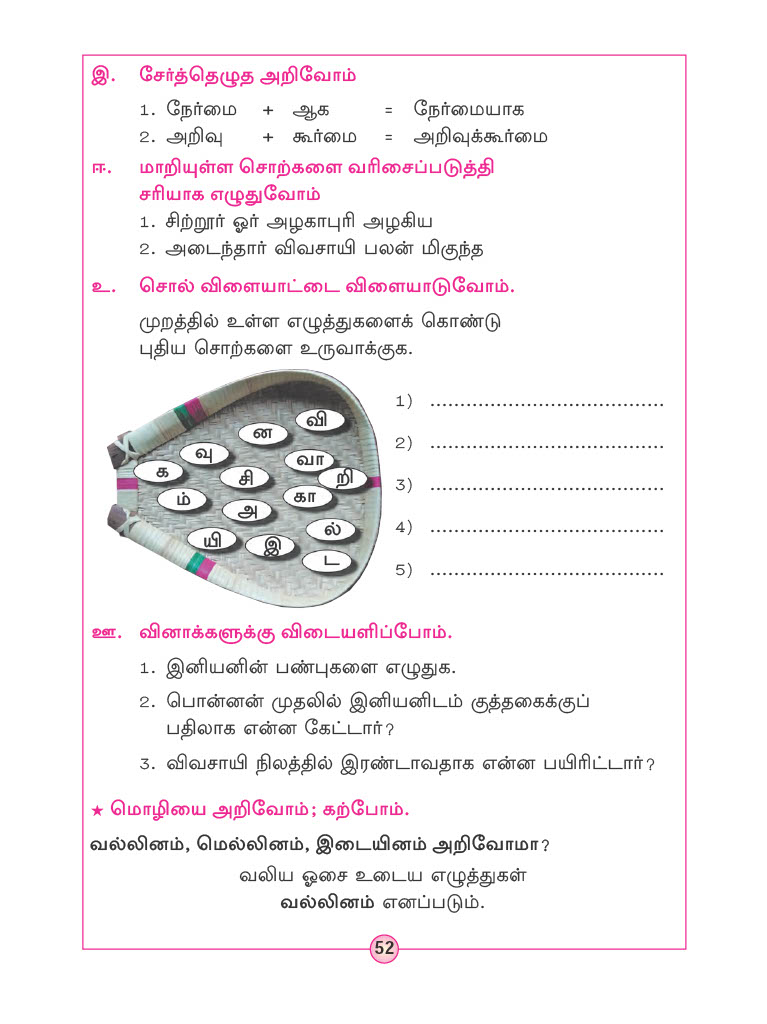 இ. சேர்த்தெழுத அறிவோம்
1. நேர்மை + ஆக = நேர்மையாக
2. அறிவு + கூர்மை = அறிவுக்கூர்மை
ஈ. மாறியுள்ள சொற்களை வரிசைப்படுத்தி
சரியாக எழுதுவோம்
1. சிற்றூர் ஓர் அழகாபுரி அழகிய
2. அடைந்தார் விவசாயி பலன் மிகுந்த
உ. சொல் விளையாட்டை விளையாடுவோம்.
முறத்தில் உள்ள எழுத்துகளைக் கொண்டு
புதிய சொற்களை உருவாக்குக.
வி
ன
வு
வா
க
சி
றி
ம்
கா
அ
ல்
யி
இ
ட
1) .......................................
2) .......................................
3) .......................................
4) .......................................
5) .......................................
ஊ. வினாக்களுக்கு விடையளிப்போம்.
1. இனியனின் பண்புகளை எழுதுக.
2. பொன்னன் முதலில் இனியனிடம் குத்தகைக்குப்
பதிலாக என்ன கேட்டார்?
3. விவசாயி நிலத்தில் இரண்டாவதாக என்ன பயிரிட்டார்?
★ மொழியை அறிவோம்; கற்போம்.
வல்லினம், மெல்லினம், இடையினம் அறிவோமா?
வலிய ஓசை உடைய எழுத்துகள்
வல்லினம் எனப்படும்.
52